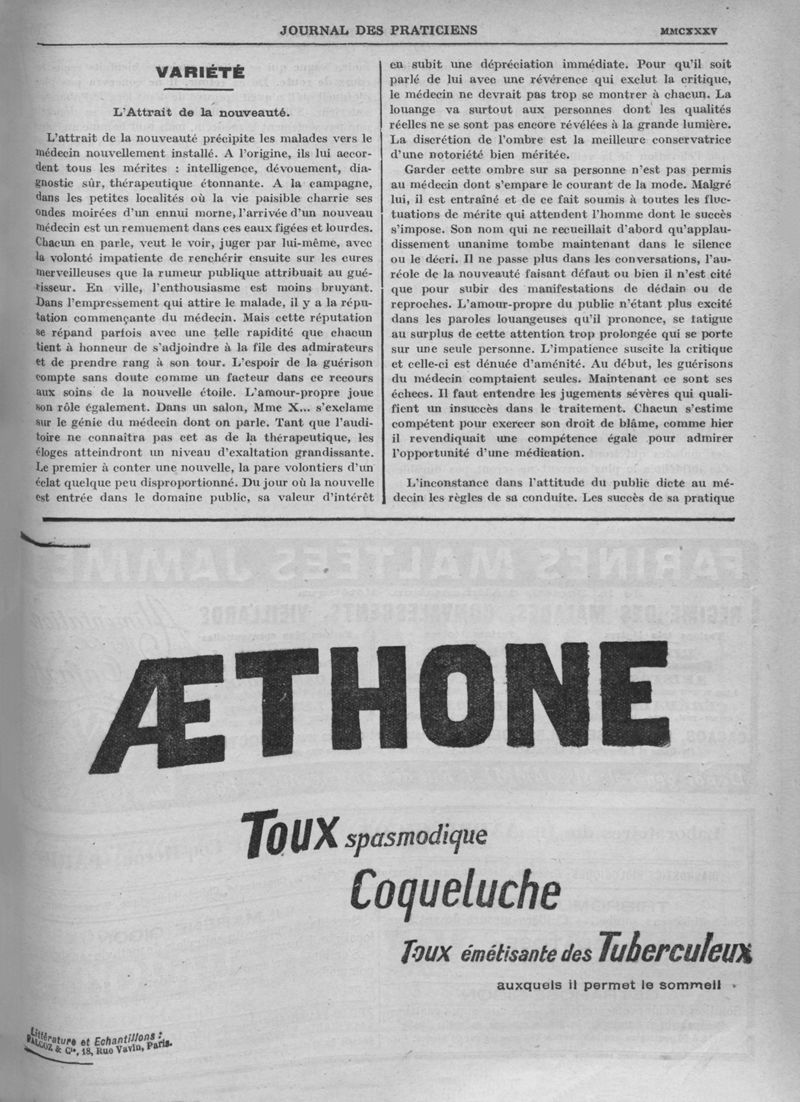 JOURNAL DES PRATICIENS
MMCXXXV
VARIÉTÉ
L'Attrait de la nouveauté.
L'attrait de la nouveauté précipite les malades vers le
médecin nouvellement installé. A l'origine, ils lui accor-
dent tous les mérites : intelligence, dévouement, dia-
gnostic sûr, thérapeutique étonnante. A la campagne,
dans les petites localités où la vie paisible charrie ses
ondes moirées d'un ennui morne, l'arrivée d'un nouveau
médecin est un remuement dans ces eaux figées et lourdes.
Chacun en parle, veut le voir, juger par lui-même, avec
la volonté impatiente de renchérir ensuite sur les cures
merveilleuses que la rumeur publique attribuait au gué-
risseur. En ville, l'enthousiasme est moins bruyant.
Dans l'empressement qui attire le malade, il y a la répu-
tation commençante du médecin. Mais cette réputation
se répand parfois avec une telle rapidité que chacun
tient à honneur de s'adjoindre à la file des admirateurs
et de prendre rang à son tour. L'espoir de la guérison
compte sans doute comme un facteur dans ce recours
aux soins de la nouvelle étoile. L'amour-propre joue
son rôle également. Dans un salon, Mme X... s'exclame
sur le génie du médecin dont on parle. Tant que l'audi-
toire ne connaitra pas cet as de la thérapeutique, les
éloges atteindront un niveau d'exaltation grandissante.
Le premier à conter une nouvelle, la pare volontiers d'un
éclat quelque peu disproportionné. Du jour où la nouvelle
est entrée dans le domaine public, sa valeur d'intérêt
en subit une dépréciation immédiate. Pour qu'il soit
parlé de lui avec une révérence qui exclut la critique,
le médecin ne devrait pas trop se montrer à chacun. La
louange va surtout aux personnes dont les qualités
réelles ne se sont pas encore révélées à la grande lumière.
La discrétion de l'ombre est la meilleure conservatrice
d'une notoriété bien méritée.
Garder cette ombre sur sa personne n'est pas permis
au médecin dont s'empare le courant de la mode. Malgré
lui, il est entraîné et de ce fait soumis à toutes les fluc-
tuations de mérite qui attendent l'homme dont le succès
s'impose. Son nom qui ne recueillait d'abord qu'applau-
dissement unanime tombe maintenant dans le silence
ou le décri. Il ne passe plus dans les conversations, l'au-
réole de la nouveauté faisant défaut ou bien il n'est cité
que pour subir des manifestations de dédain ou de
reproches. L'amour-propre du public n'étant plus excité
dans les paroles louangeuses qu'il prononce, se fatigue
au surplus de cette attention trop prolongée qui se porte
sur une seule personne. L'impatience suscite la critique
et celle-ci est dénuée d'aménité. Au début, les guérisons
du médecin comptaient seules. Maintenant ce sont ses
échecs. Il faut entendre les jugements sévères qui quali-
fient un insuccès dans le traitement. Chacun s'estime
compétent pour exercer son droit de blâme, comme hier
il revendiquait une compétence égale pour admirer
l'opportunité d'une médication.
L'inconstance dans l'attitude du public dicte au mé-
decin les règles de sa conduite. Les succès de sa pratique
ÆTHONE
Toux spasmodique
Coqueluche
Toux émétisante des Tuberculeux
auxquels il permet le sommeil
Littérature et Echantillons :
FALCOZ & Cie, 18, Rue Vavin, Paris.